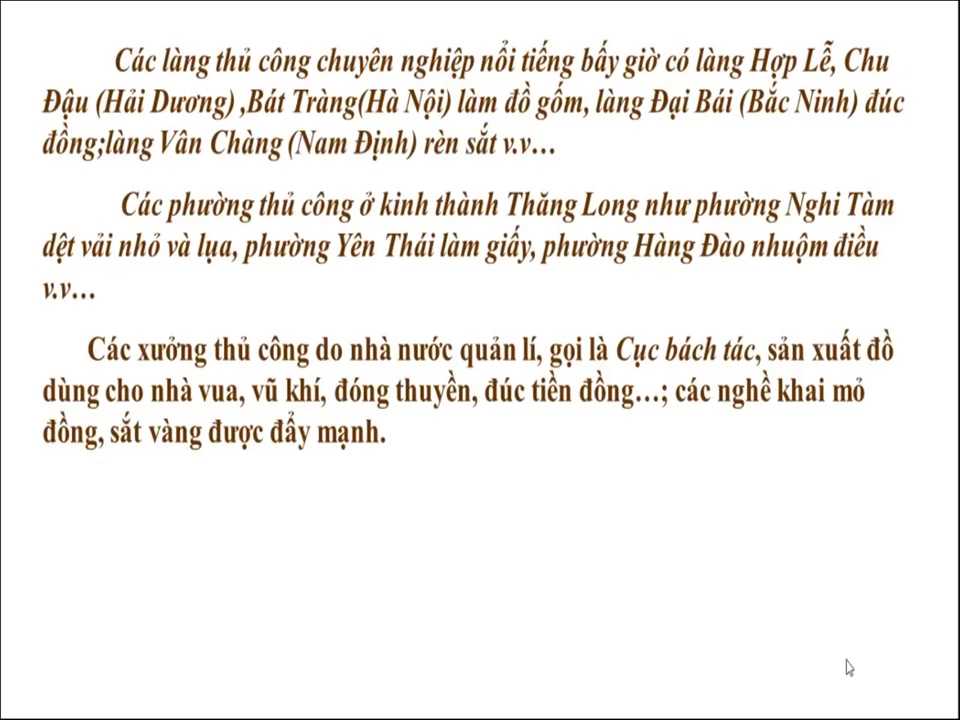 Các làng thủ công chuyên nghiệp nổi tiếng bấy giờ có làng Hợp Lễ, Chu
Đậu (Hải Dương) ,Bát Tràng(Hà Nội) làm đồ gốm, làng Đại Bái (Bắc Ninh) đúc
đồng;làng Vân Chàng (Nam Định) rèn sắt v.v…
Các phường thủ công ở kinh thành Thăng Long như phường Nghi Tàm
dệt vải nhỏ và lụa, phường Yên Thái làm giấy, phường Hàng Đào nhuộm điều
v.v…
Các xưởng thủ công do nhà nước quản lí, gọi là Cục bách tác, sản xuất đồ
dùng cho nhà vua, vũ khí, đóng thuyền, đúc tiền đồng…; các nghề khai mỏ
đồng, sắt vàng được đẩy mạnh.